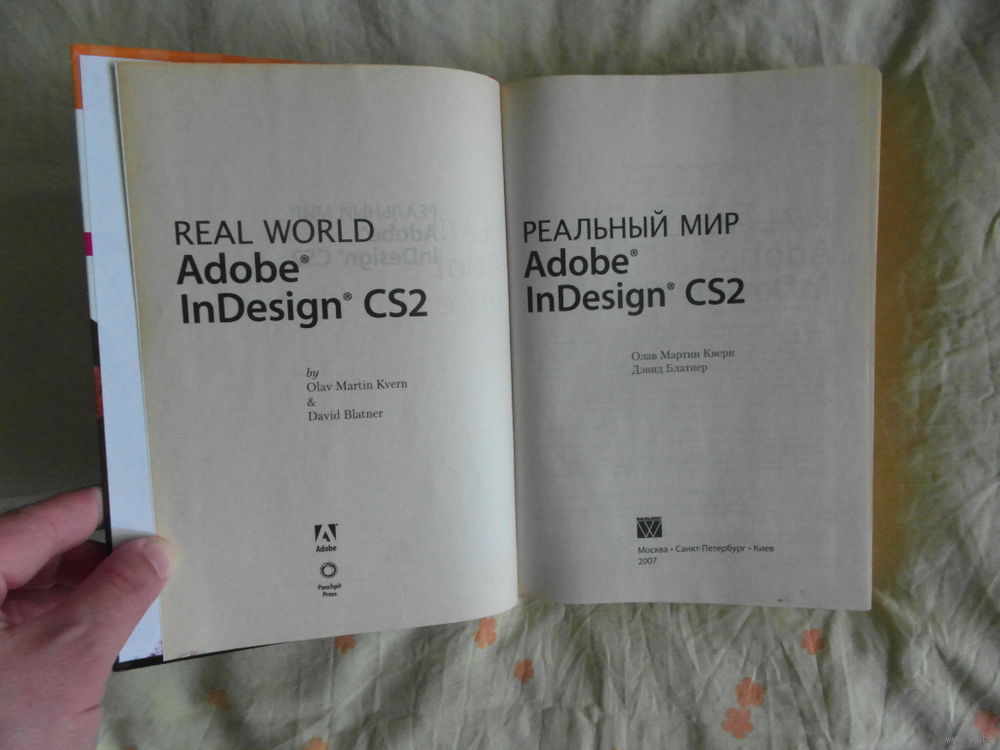 REAL WORLD
Adobe®
InDesign® CS2
by
Olav Martin Kvern
&
David Blatner
Adobe
Peachpit
Press
РЕАЛЬНЫЙ МИР
Adobe®
InDesign® CS2
Олав Мартин Кверн
Дэвид Блатнер
Москва • Санкт-Петербург • Киев
2007